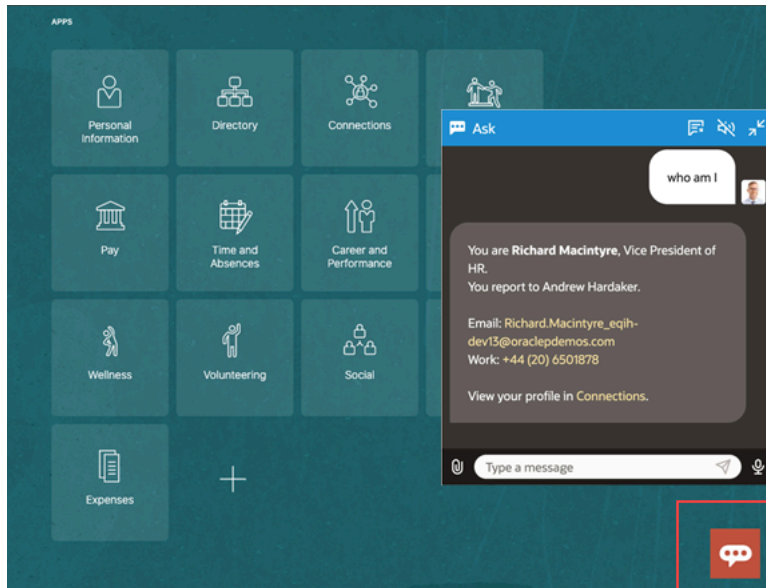 APPS
Personal
Information
Directory
Connections
Pay
Time and
Absences
Career and
Performance
Wellness
Volunteering
Social
Expenses
Ask
who am I
You are Richard Macintyre, Vice President of
HR.
You report to Andrew Hardaker.
Email: Richard.Macintyre_eqih-
dev13@oraclepdemos.com
Work: +44 (20) 6501878
View your profile in Connections.
Type a message